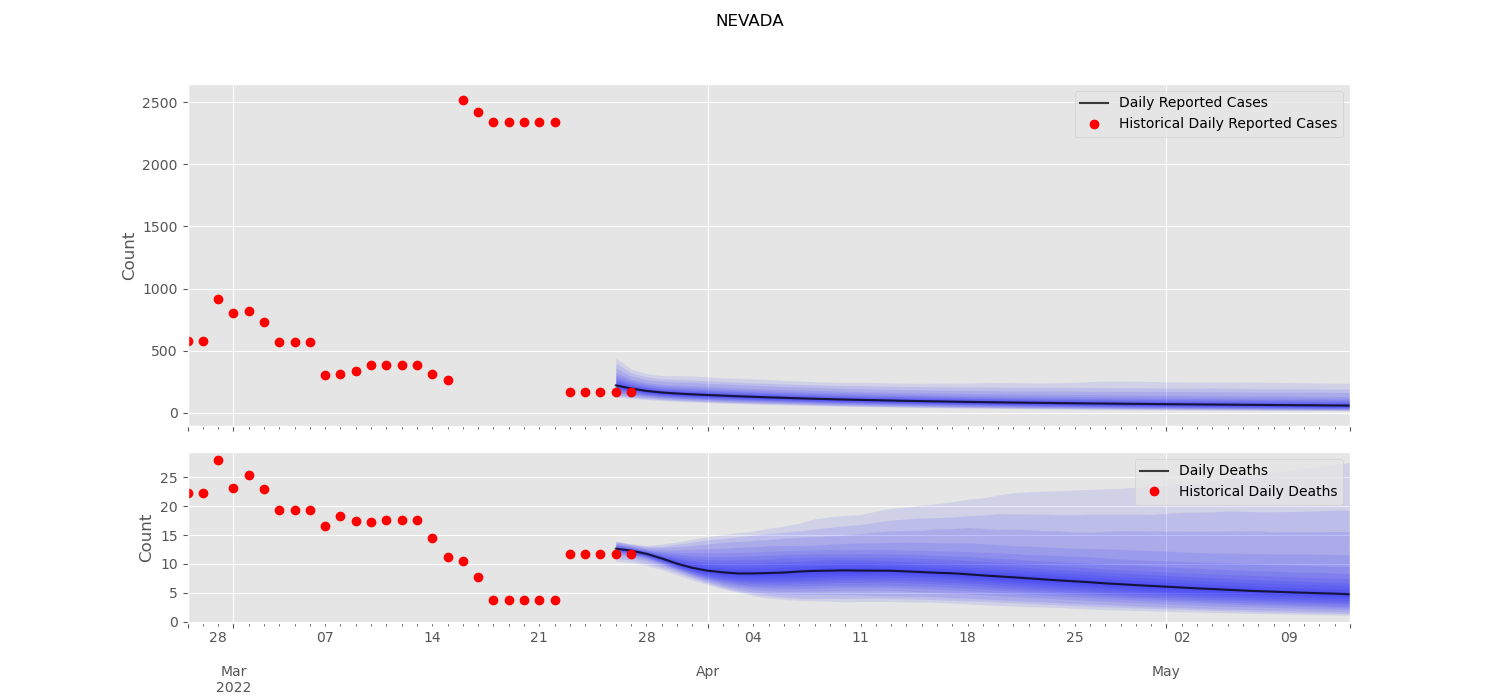 NEVADA
2500
2000
1500
1000
500
0
Count
Daily Reported Cases
Historical Daily Reported Cases
25
20
15
10
5
0
Count
Daily Deaths
Historical Daily Deaths
28 07 14 21 28 04 11 18 25 02 09
Mar Apr May
2022